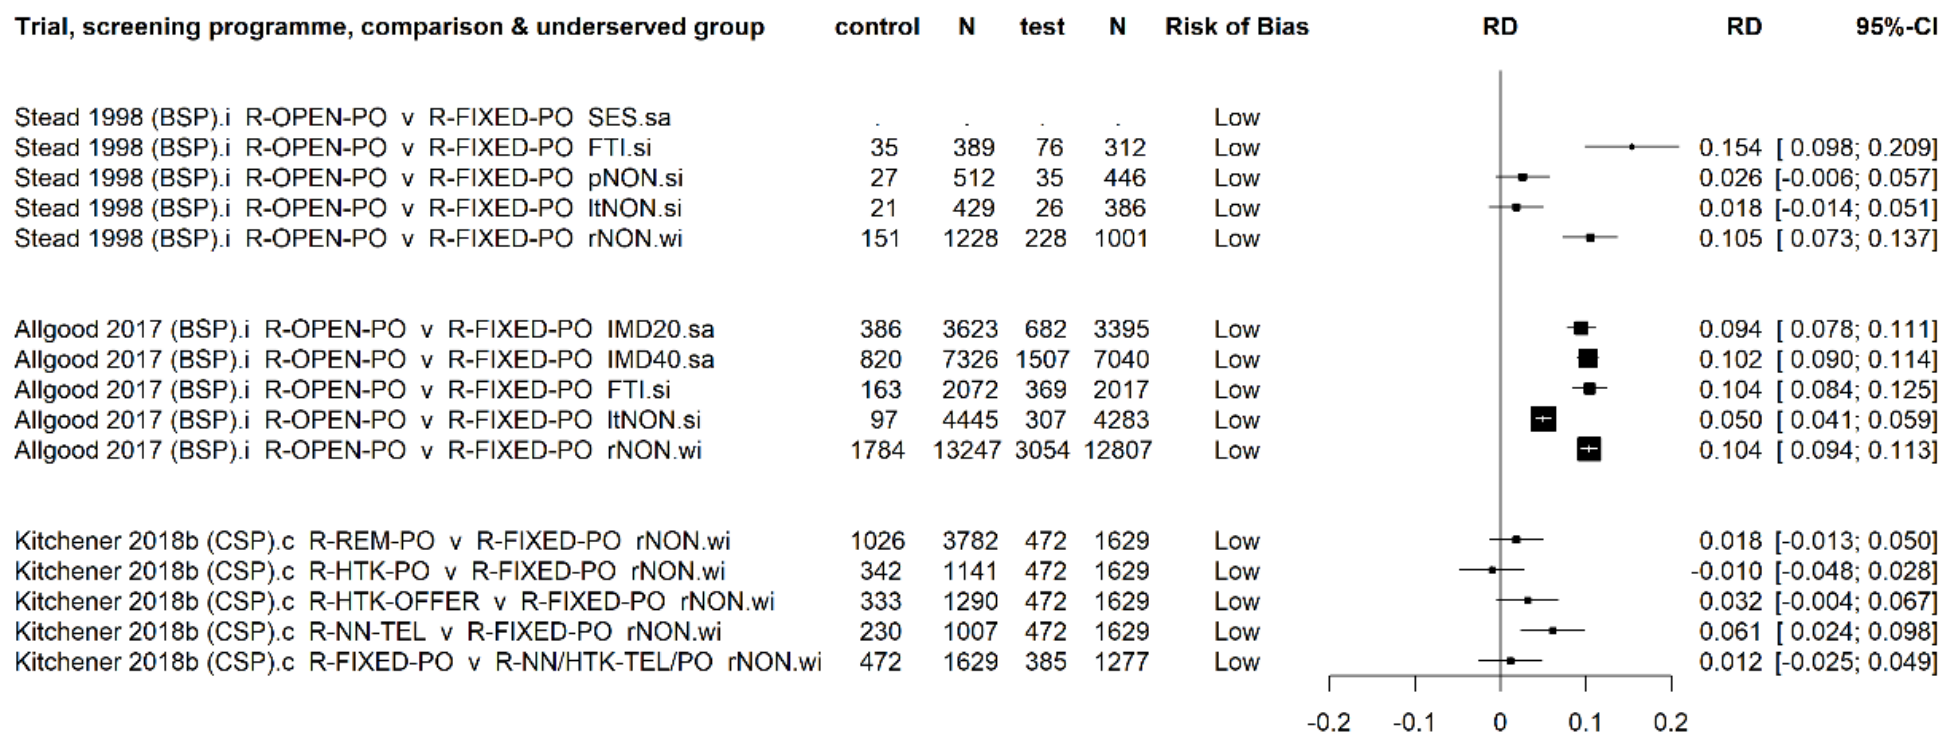 Trial, screening programme, comparison & underserved group control N test N Risk of Bias RD RD 95%-CI
Stead 1998 (BSP).i R-OPEN-PO v R-FIXED-PO SES.sa . . . . Low
Stead 1998 (BSP).i R-OPEN-PO v R-FIXED-PO FTI.si 35 389 76 312 Low 0.154 [ 0.098; 0.209]
Stead 1998 (BSP).i R-OPEN-PO v R-FIXED-PO pNON.si 27 512 35 446 Low 0.026 [-0.006; 0.057]
Stead 1998 (BSP).i R-OPEN-PO v R-FIXED-PO ltNON.si 21 429 26 386 Low 0.018 [-0.014; 0.051]
Stead 1998 (BSP).i R-OPEN-PO v R-FIXED-PO rNON.wi 151 1228 228 1001 Low 0.105 [ 0.073; 0.137]
Allgood 2017 (BSP).i R-OPEN-PO v R-FIXED-PO IMD20.sa 386 3623 682 3395 Low 0.094 [ 0.078; 0.111]
Allgood 2017 (BSP).i R-OPEN-PO v R-FIXED-PO IMD40.sa 820 7326 1507 7040 Low 0.102 [ 0.090; 0.114]
Allgood 2017 (BSP).i R-OPEN-PO v R-FIXED-PO FTI.si 163 2072 369 2017 Low 0.104 [ 0.084; 0.125]
Allgood 2017 (BSP).i R-OPEN-PO v R-FIXED-PO ltNON.si 97 4445 307 4283 Low 0.050 [ 0.041; 0.059]
Allgood 2017 (BSP).i R-OPEN-PO v R-FIXED-PO rNON.wi 1784 13247 3054 12807 Low 0.104 [ 0.094; 0.113]
Kitchener 2018b (CSP).c R-REM-PO v R-FIXED-PO rNON.wi 1026 3782 472 1629 Low 0.018 [-0.013; 0.050]
Kitchener 2018b (CSP).c R-HTK-PO v R-FIXED-PO rNON.wi 342 1141 472 1629 Low -0.010 [-0.048; 0.028]
Kitchener 2018b (CSP).c R-HTK-OFFER v R-FIXED-PO rNON.wi 333 1290 472 1629 Low 0.032 [-0.004; 0.067]
Kitchener 2018b (CSP).c R-NN-TEL v R-FIXED-PO rNON.wi 230 1007 472 1629 Low 0.061 [ 0.024; 0.098]
Kitchener 2018b (CSP).c R-FIXED-PO v R-NN/HTK-TEL/PO rNON.wi 472 1629 385 1277 Low 0.012 [-0.025; 0.049]
-0.2 -0.1 0 0.1 0.2